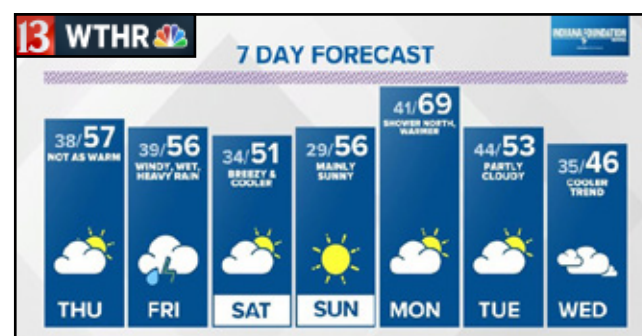 13 WTHR
INDIANA FOUNDATION
7 DAY FORECAST
38/57
NOT AS WARM
THU
39/56
WINDY, WET,
HEAVY RAIN
FRI
34/51
BREEZY &
COOLER
SAT
29/56
MAINLY
SUNNY
SUN
41/69
SHOWER NORTH,
WARMER
MON
44/53
PARTLY
CLOUDY
TUE
35/46
COOLER
TREND
WED